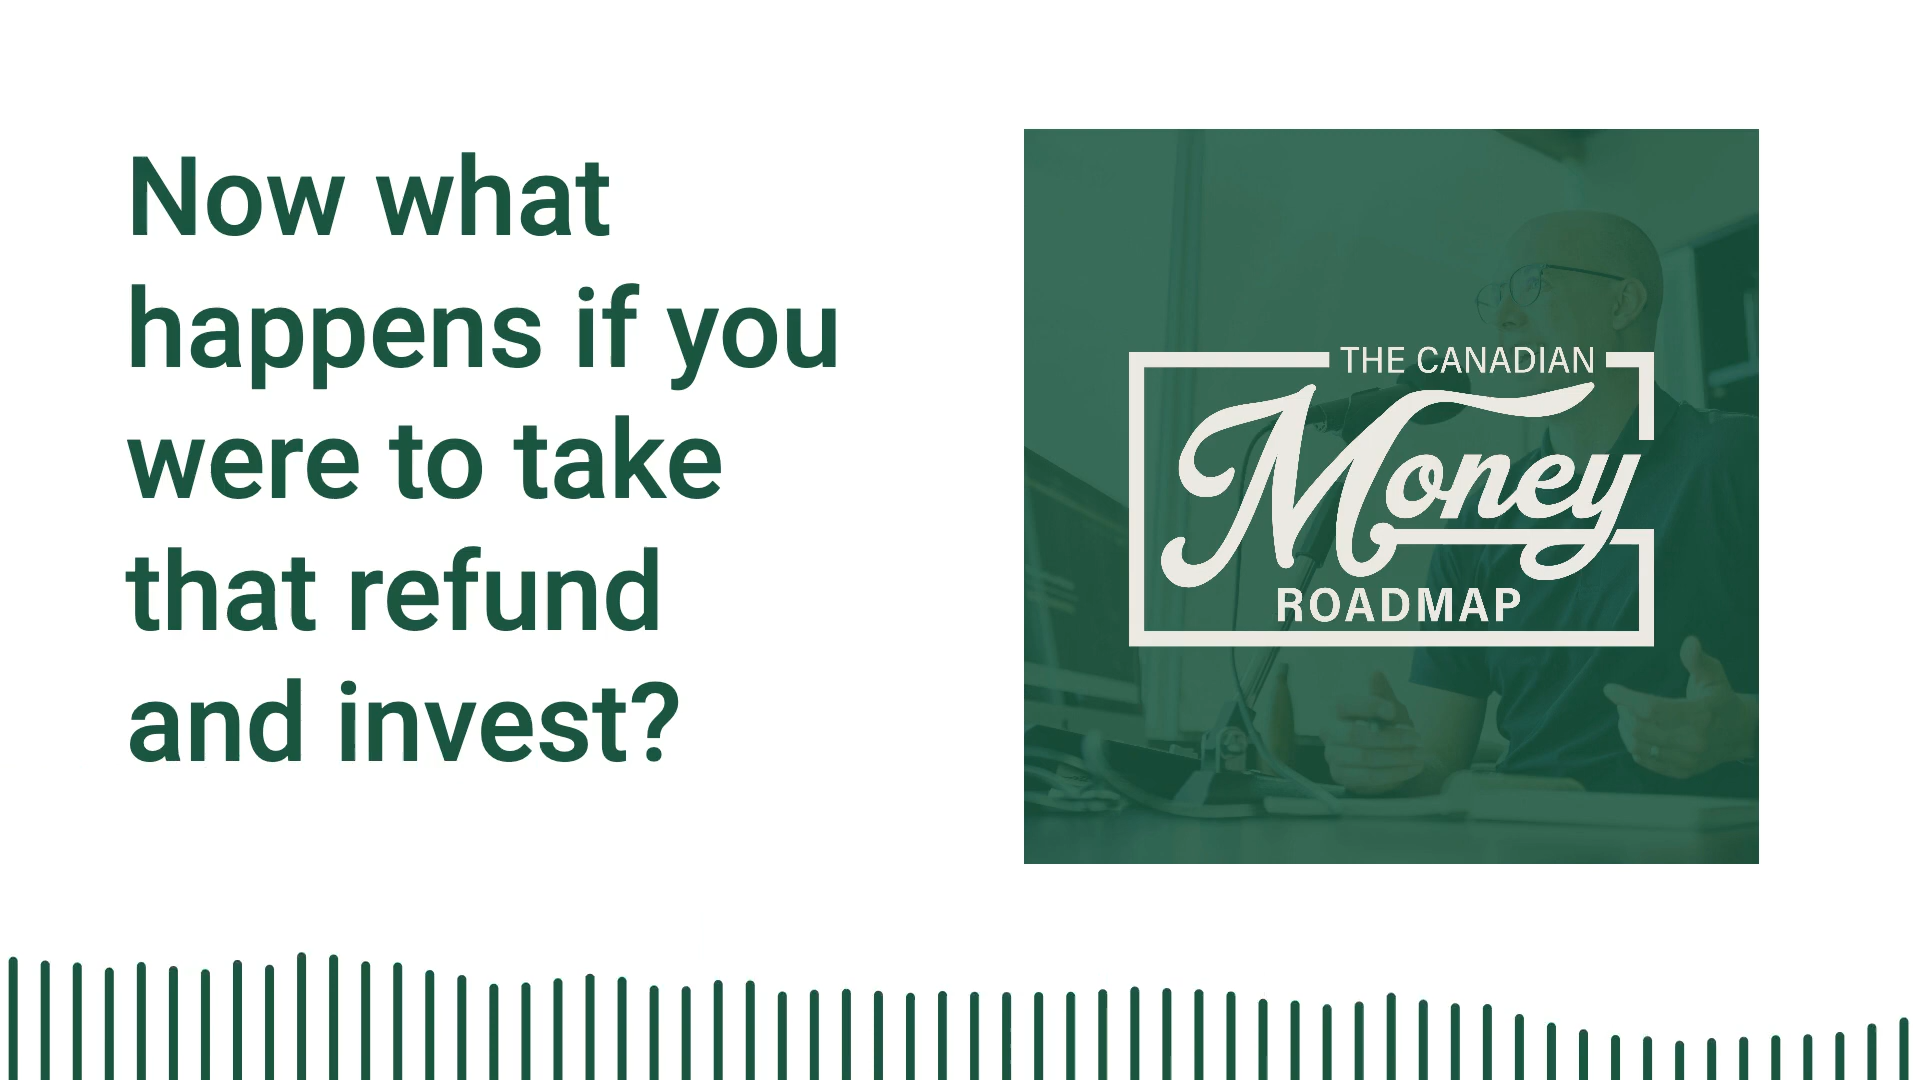 Now what
happens if you
were to take
that refund
and invest?
THE CANADIAN
Money
ROADMAP